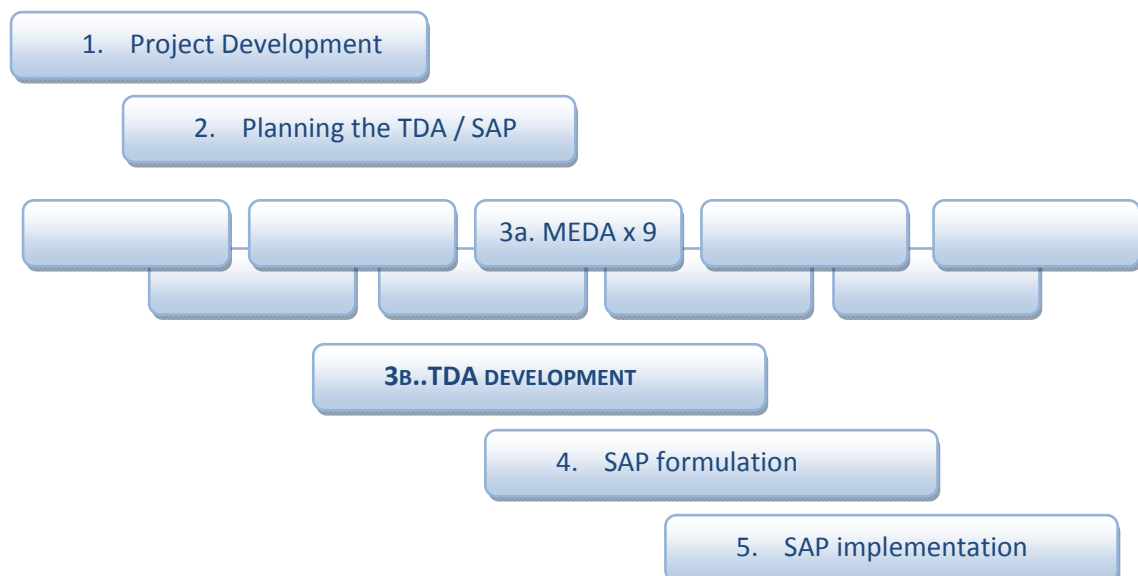 1. Project Development
2. Planning the TDA / SAP
3a. MEDA x 9
3B..TDA DEVELOPMENT
4. SAP formulation
5. SAP implementation